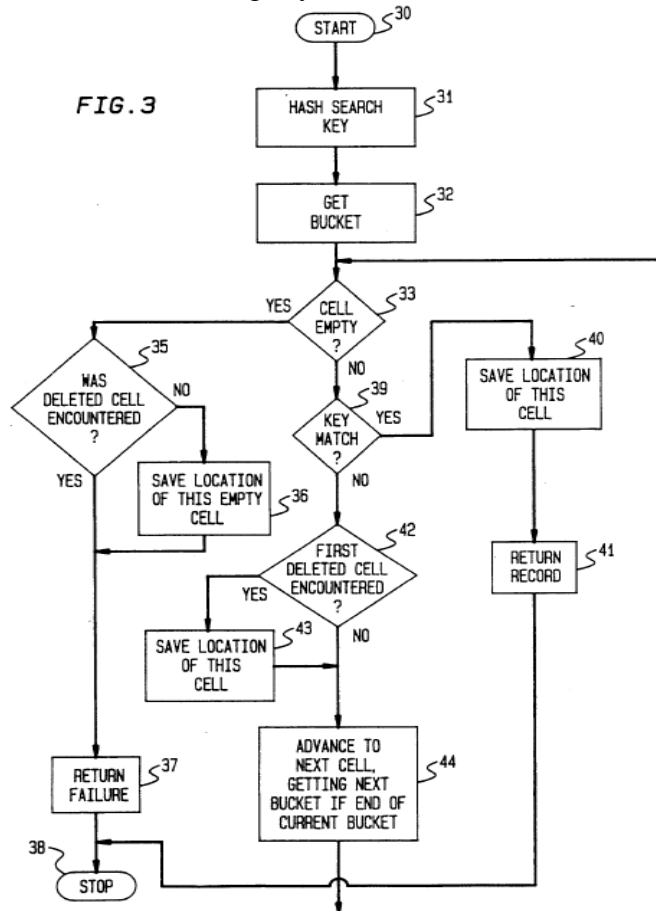 30
START
FIG.3
31
HASH SEARCH
KEY
32
GET
BUCKET
33
YES
CELL
EMPTY
?
NO
35
WAS
DELETED CELL
ENCOUNTERED
?
NO
YES
39
KEY
MATCH
?
YES
NO
40
SAVE LOCATION
OF THIS
CELL
36
SAVE LOCATION
OF THIS EMPTY
CELL
42
FIRST
DELETED CELL
ENCOUNTERED
?
YES
NO
41
RETURN
RECORD
43
SAVE LOCATION
OF THIS
CELL
44
ADVANCE TO
NEXT CELL,
GETTING NEXT
BUCKET IF END OF
CURRENT BUCKET
37
RETURN
FAILURE
38
STOP